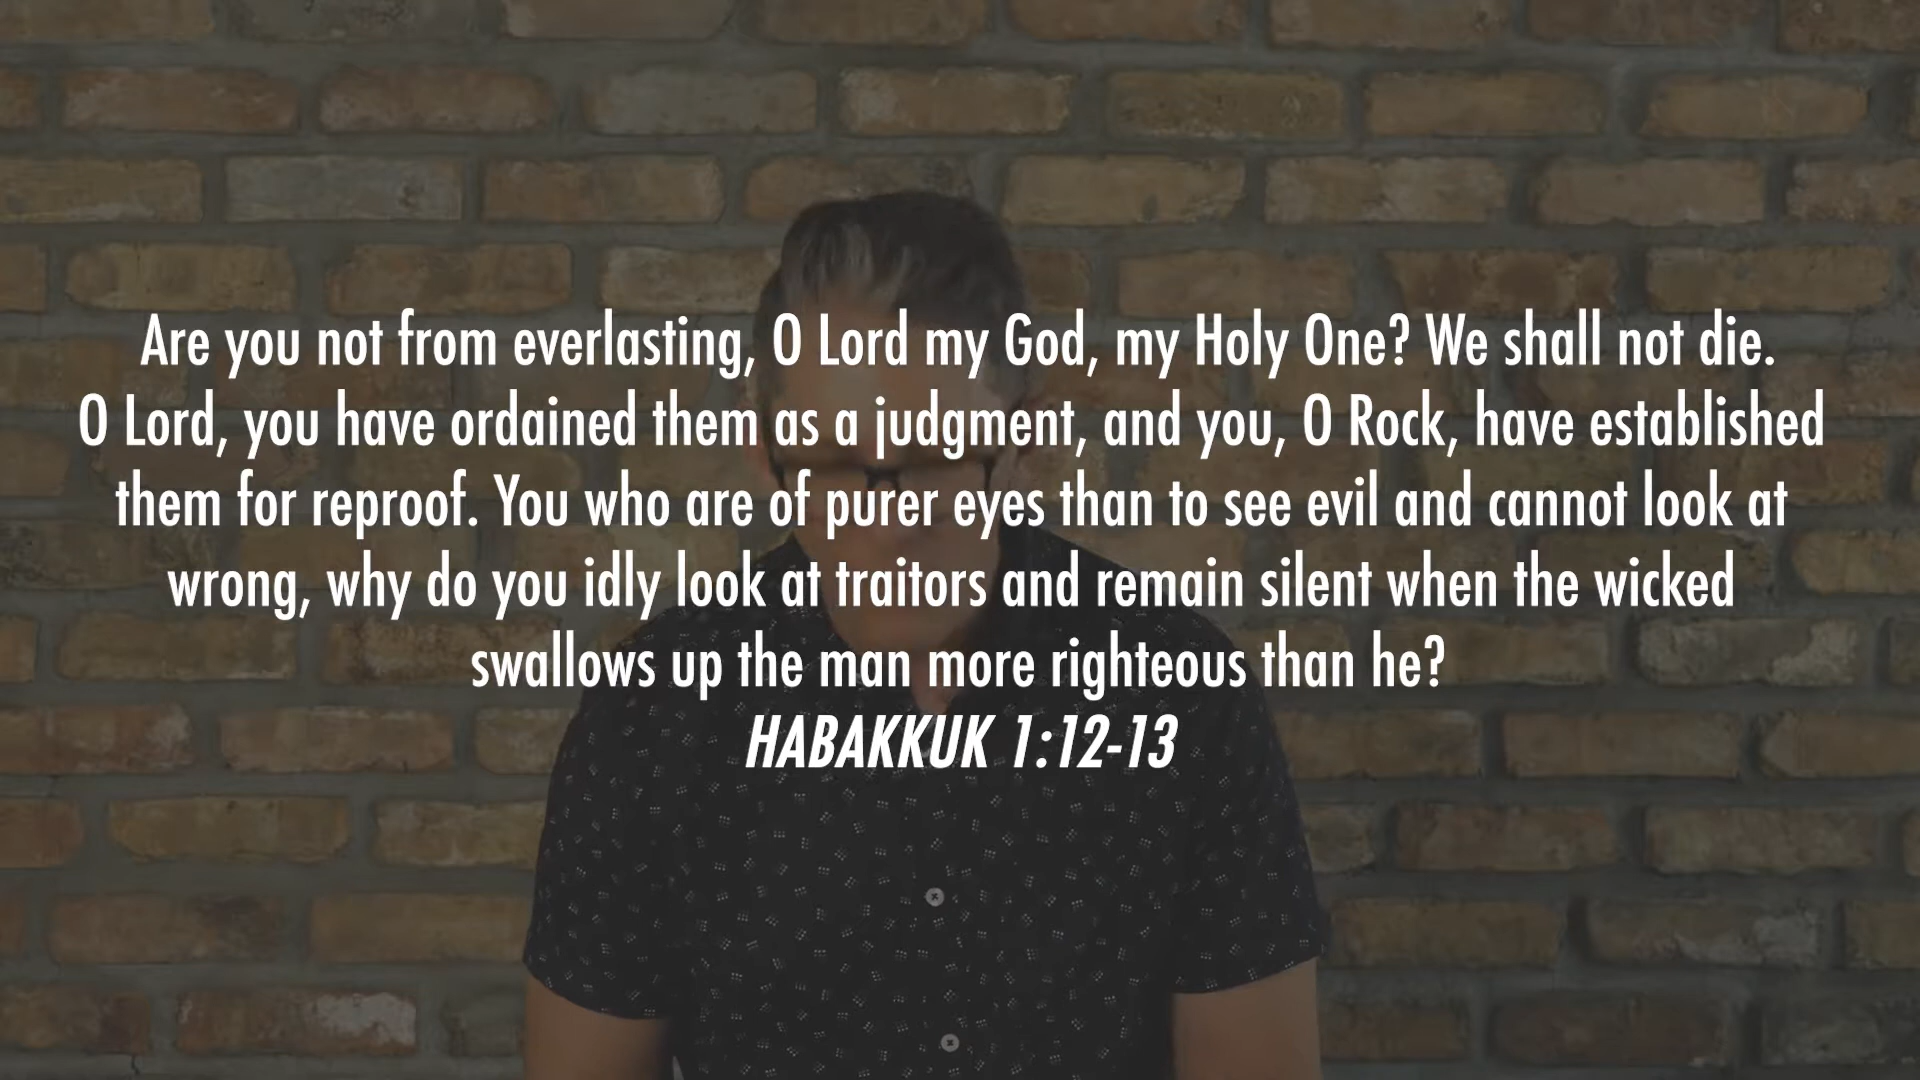 Are you not from everlasting, O Lord my God, my Holy One? We shall not die.
O Lord, you have ordained them as a judgment, and you, O Rock, have established
them for reproof. You who are of purer eyes than to see evil and cannot look at
wrong, why do you idly look at traitors and remain silent when the wicked
swallows up the man more righteous than he?
HABAKKUK 1:12-13